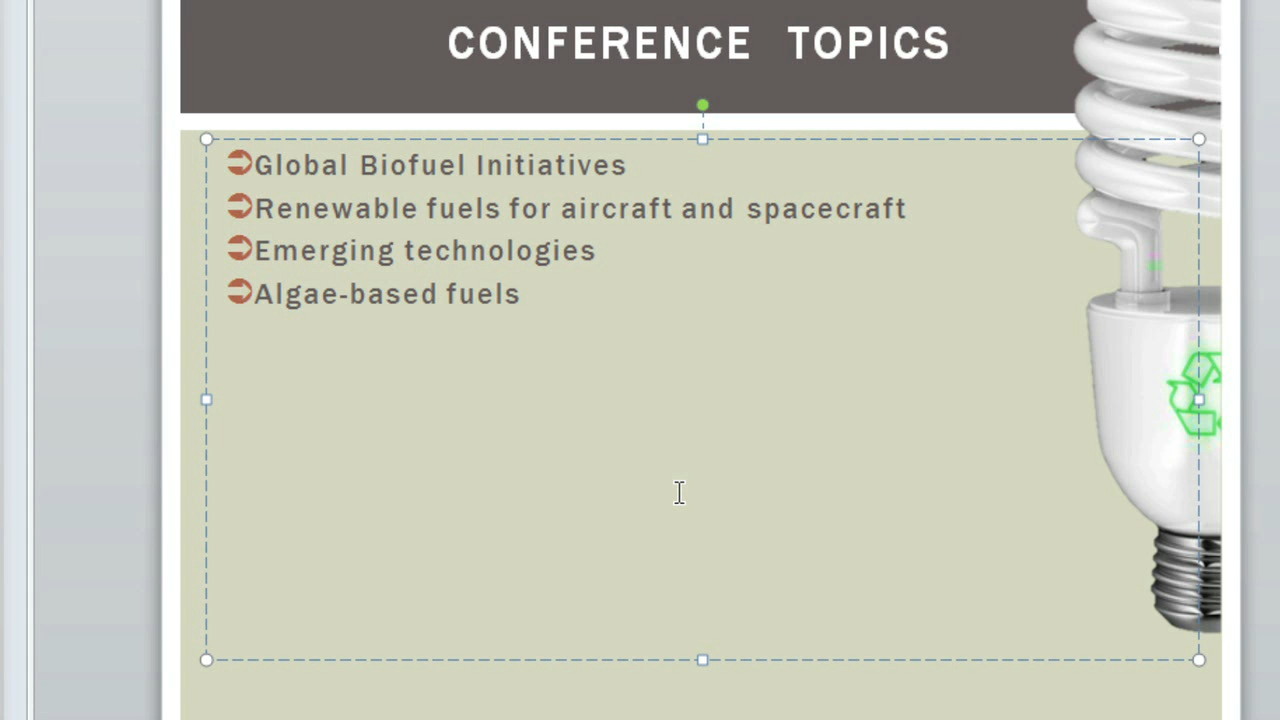 CONFERENCE TOPICS
Global Biofuel Initiatives
Renewable fuels for aircraft and spacecraft
Emerging technologies
Algae-based fuels